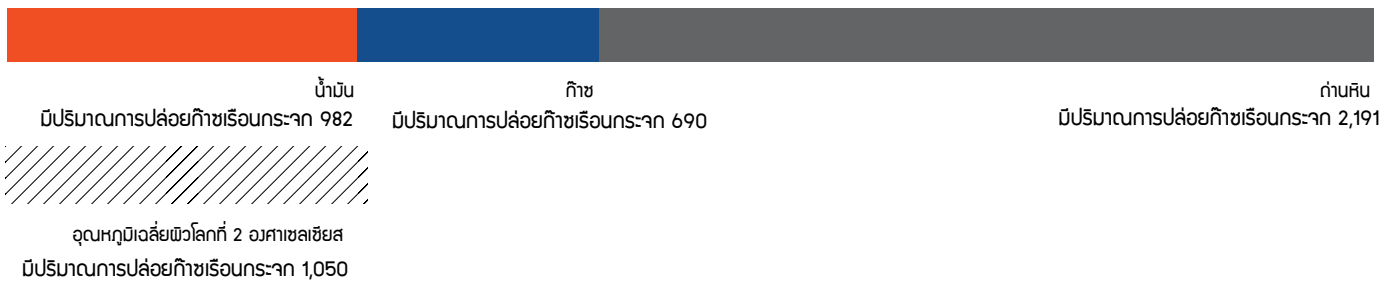 น้ำมัน
มีปริมาณการปล่อยก๊าซเรือนกระจก 982
ก๊าซ
มีปริมาณการปล่อยก๊าซเรือนกระจก 690
ถ่านหิน
มีปริมาณการปล่อยก๊าซเรือนกระจก 2,191
อุณหภูมิเฉลี่ยผิวโลกที่ 2 องศาเซลเซียส
มีปริมาณการปล่อยก๊าซเรือนกระจก 1,050